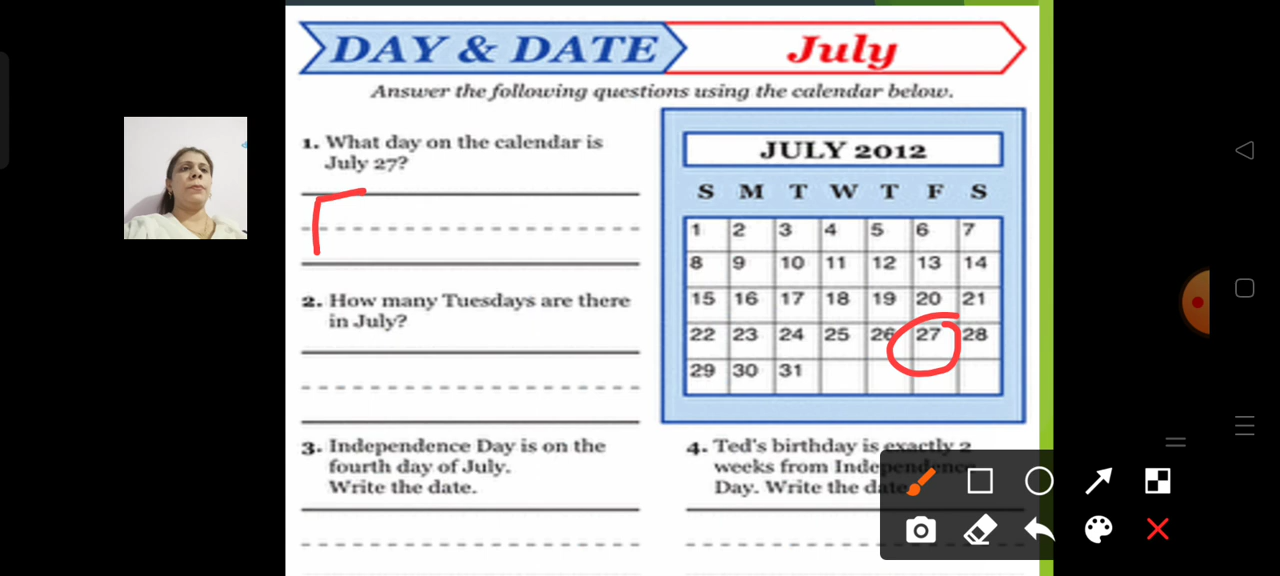 DAY & DATE July
Answer the following questions using the calendar below.
1. What day on the calendar is
July 27?
2. How many Tuesdays are there
in July?
3. Independence Day is on the
fourth day of July.
Write the date.
JULY 2012
S M T W T F S
1 2 3 4 5 6 7
8 9 10 11 12 13 14
15 16 17 18 19 20 21
22 23 24 25 26 27 28
29 30 31
4. Ted's birthday is exactly 2
weeks from Independence
Day. Write the date